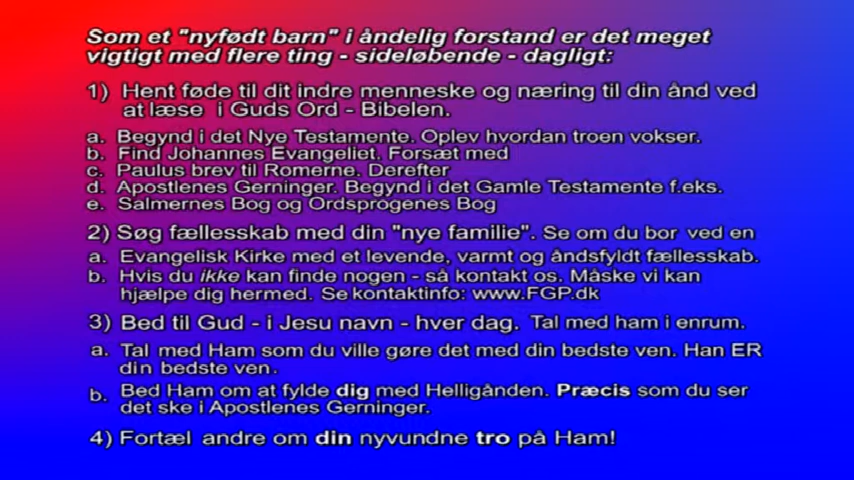 Som et "nyfødt barn" i åndelig forstand er det meget
vigtigt med flere ting - sideløbende - dagligt:
1) Hent føde til dit indre menneske og næring til din ånd ved
at læse i Guds Ord - Bibelen.
a. Begynd i det Nye Testamente. Oplev hvordan troen vokser.
b. Find Johannes Evangeliet. Forsæt med
c. Paulus brev til Romerne. Derefter
d. Apostlenes Gerninger. Begynd i det Gamle Testamente f.eks.
e. Salmernes Bog og Ordsprogenes Bog
2) Søg fællesskab med din "nye familie". Se om du bor ved en
a. Evangelisk Kirke med et levende, varmt og åndsfyldt fællesskab.
b. Hvis du ikke kan finde nogen - så kontakt os. Måske vi kan
hjælpe dig hermed. Se kontaktinfo: www.FGP.dk
3) Bed til Gud - i Jesu navn - hver dag. Tal med ham i enrum.
a. Tal med Ham som du ville gøre det med din bedste ven. Han ER
din bedste ven.
b. Bed Ham om at fylde dig med Helligånden. Præcis som du ser
det ske i Apostlenes Gerninger.
4) Fortæl andre om din nyvundne tro på Ham!